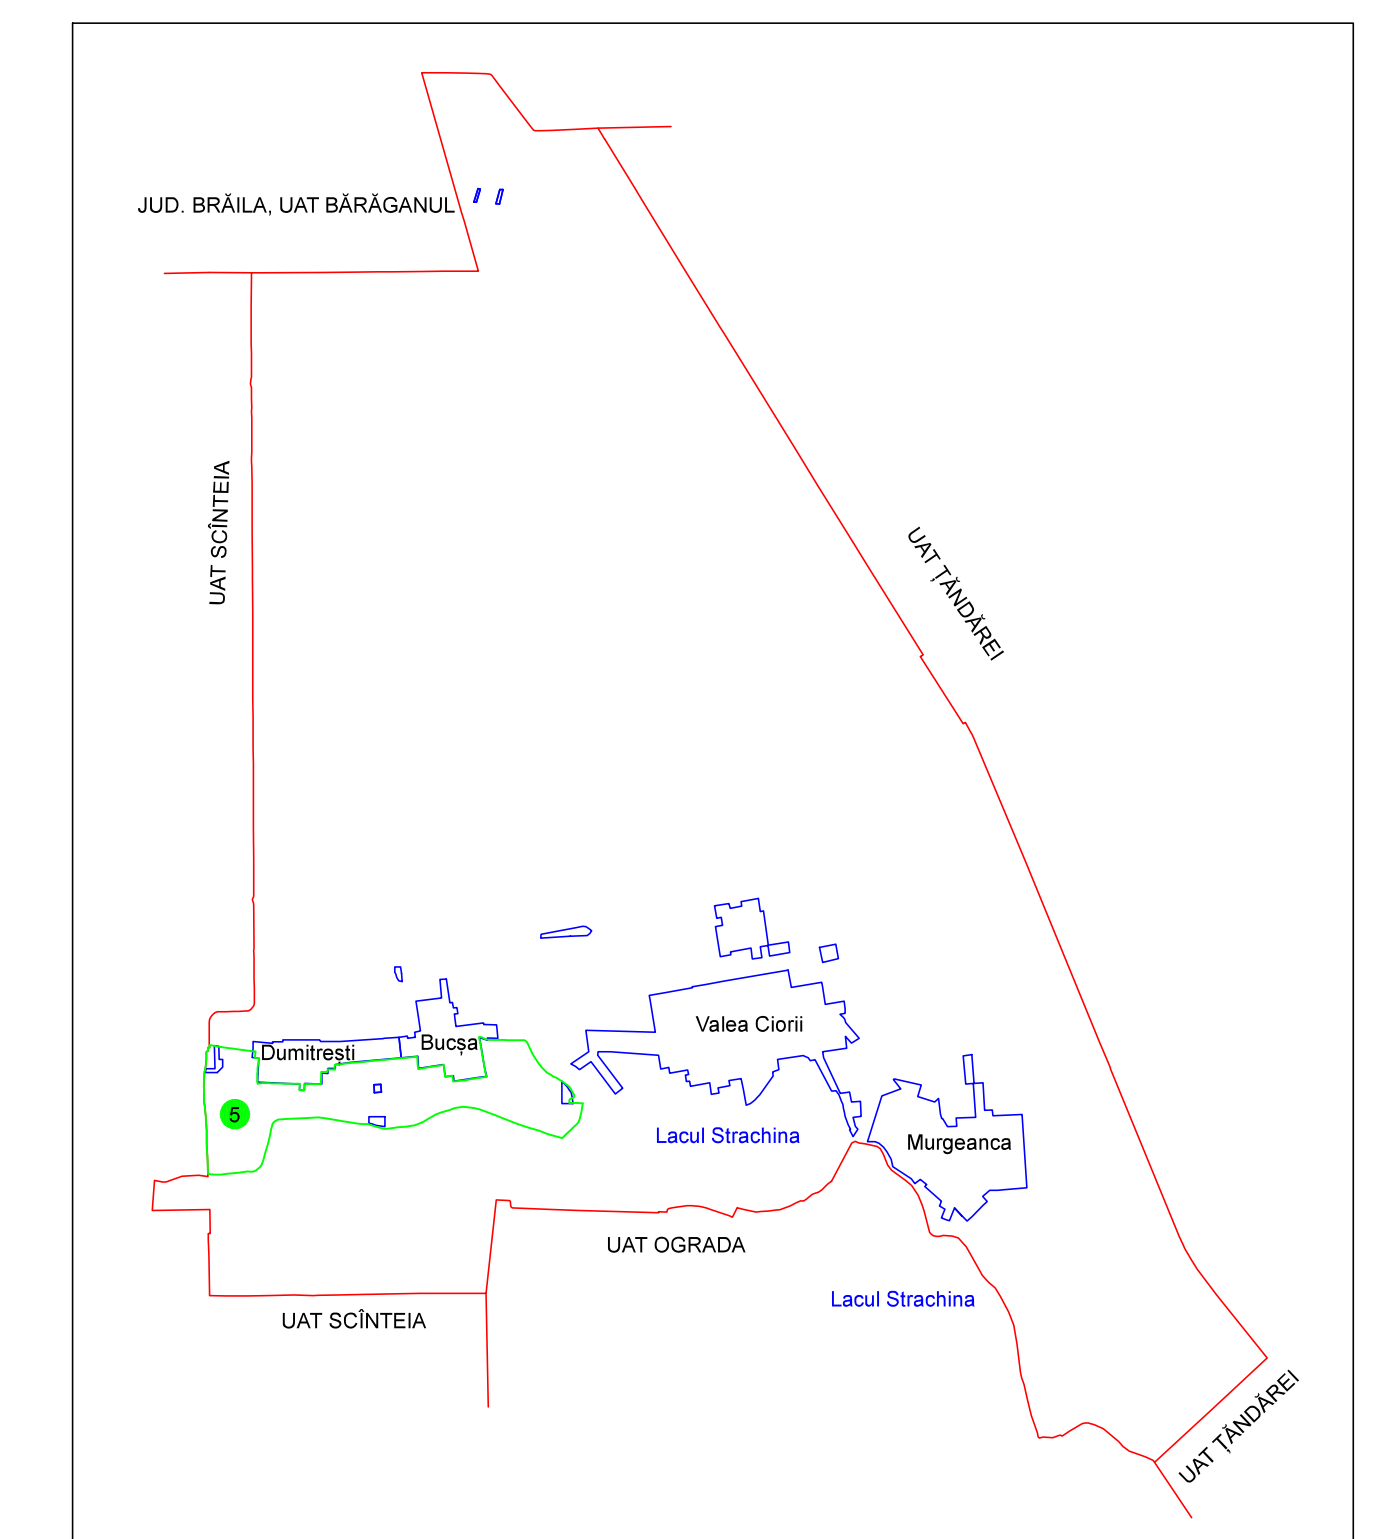 JUD. BRĂILA, UAT BĂRĂGANUL
UAT SCÎNTEIA
UAT ȚĂNDĂREI
Valea Ciorii
Bucșa
Dumitrești
5
Lacul Strachina
Murgeanca
UAT OGRADA
Lacul Strachina
UAT SCÎNTEIA
UAT ȚĂNDĂREI